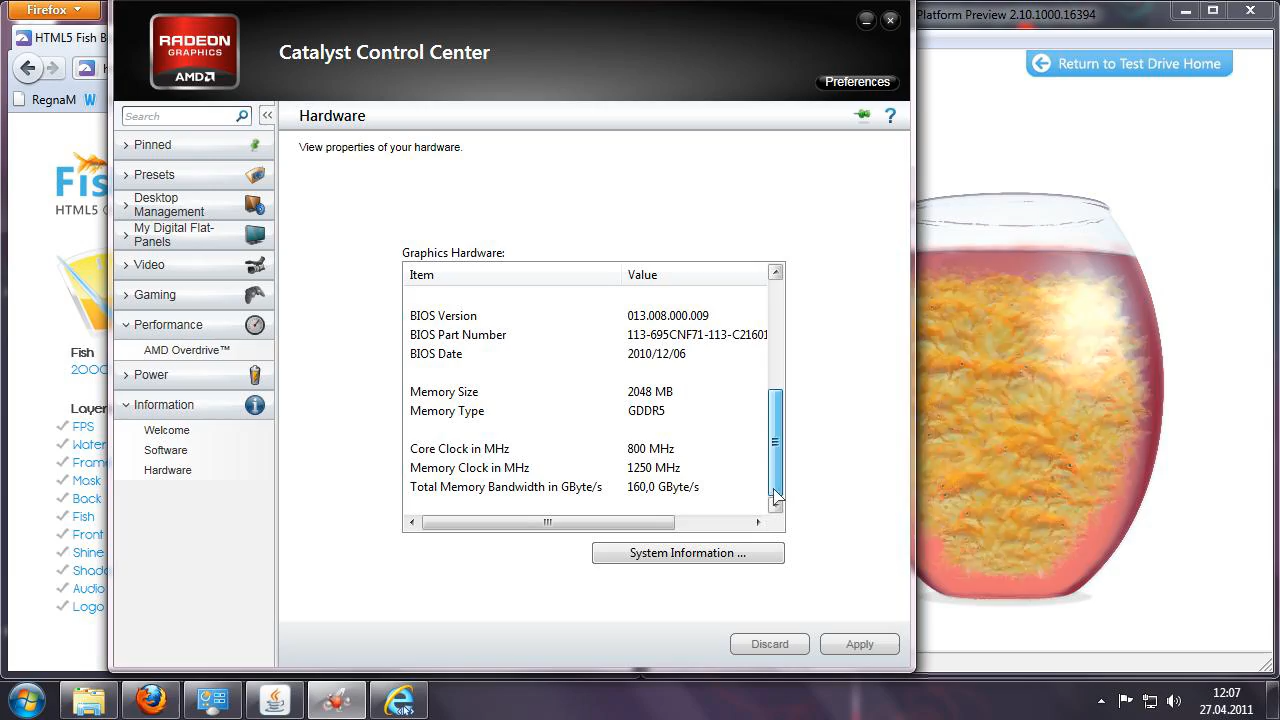 Firefox
Platform Preview 2.10.1000.16394
HTML5 Fish B
RADEON
GRAPHICS
AMD
Catalyst Control Center
Preferences
Return to Test Drive Home
RegnaM
Search
Hardware
View properties of your hardware.
Pinned
Presets
Desktop
Management
My Digital Flat-
Panels
Video
Gaming
Performance
AMD Overdrive™
Power
Information
Welcome
Software
Hardware
Graphics Hardware:
Item Value
BIOS Version 013.008.000.009
BIOS Part Number 113-695CNF71-113-C21601
BIOS Date 2010/12/06
Memory Size 2048 MB
Memory Type GDDR5
Core Clock in MHz 800 MHz
Memory Clock in MHz 1250 MHz
Total Memory Bandwidth in GByte/s 160,0 GByte/s
System Information ...
Discard Apply
Fis
HTML5
Fish
2000
Layer
FPS
Water
Frame
Mask
Back
Fish
Front
Shine
Shado
Audio
Logo
12:07
27.04.2011